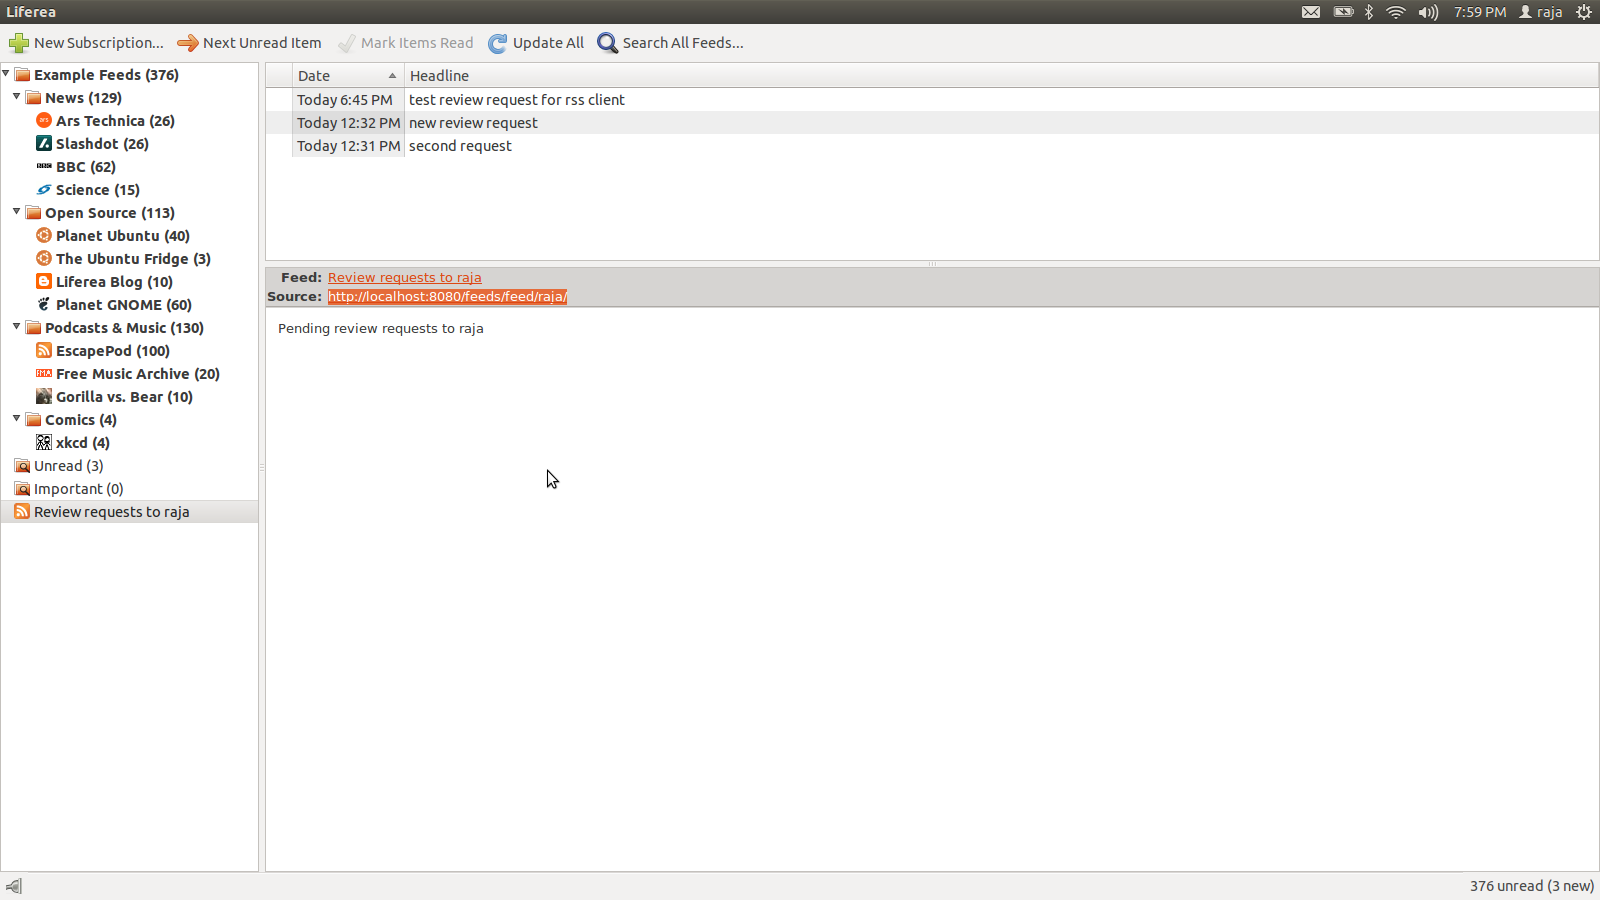 Liferea
7:59 PM raja
New Subscription... Next Unread Item Mark Items Read Update All Search All Feeds...
Example Feeds (376)
News (129)
Ars Technica (26)
Slashdot (26)
BBC (62)
Science (15)
Open Source (113)
Planet Ubuntu (40)
The Ubuntu Fridge (3)
Liferea Blog (10)
Planet GNOME (60)
Podcasts & Music (130)
EscapePod (100)
Free Music Archive (20)
Gorilla vs. Bear (10)
Comics (4)
xkcd (4)
Unread (3)
Important (0)
Review requests to raja
Date Headline
Today 6:45 PM test review request for rss client
Today 12:32 PM new review request
Today 12:31 PM second request
Feed: Review requests to raja
Source: http://localhost:8080/feeds/feed/raja/
Pending review requests to raja
376 unread (3 new)